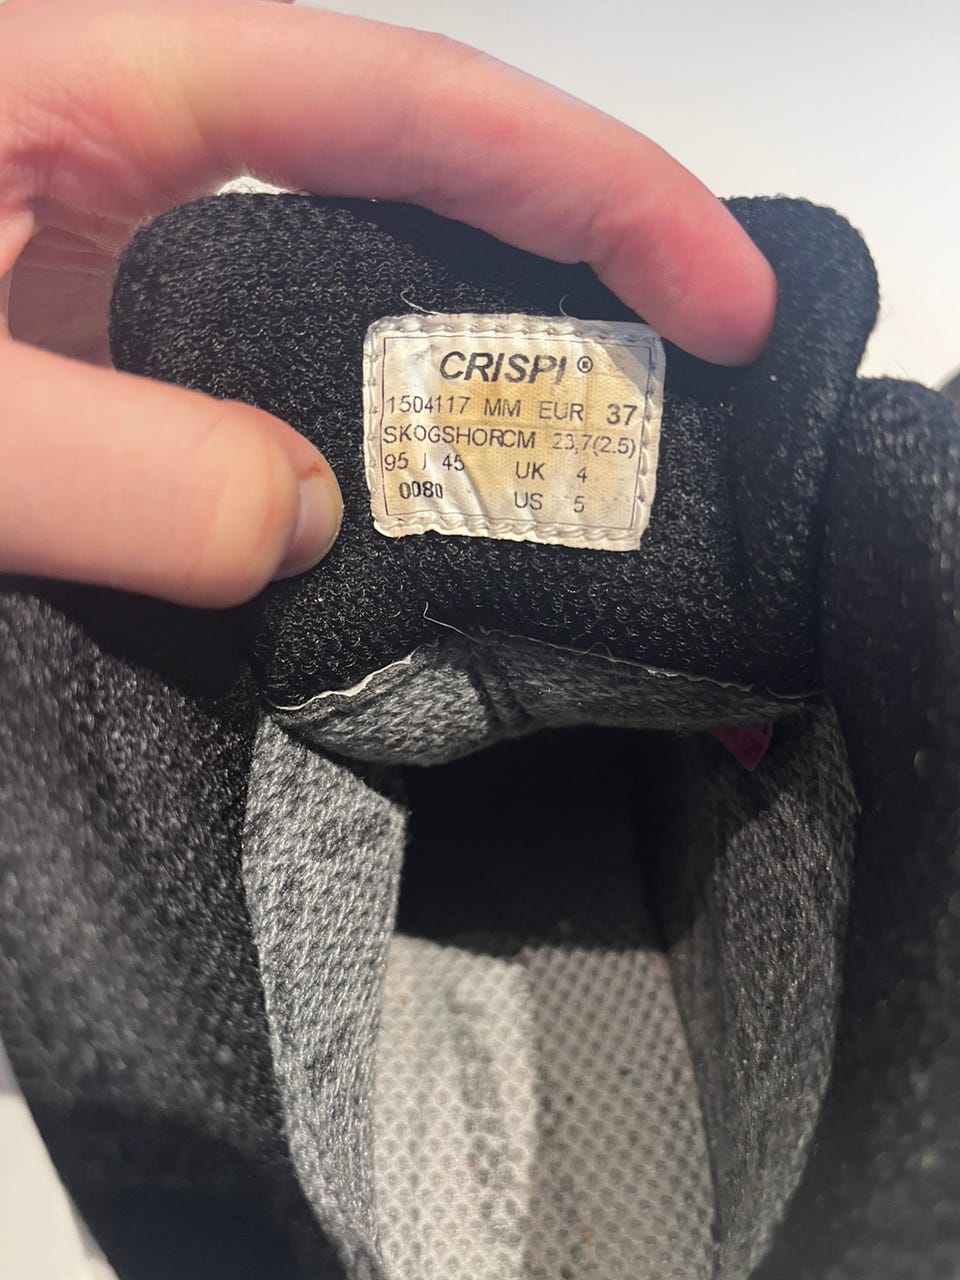 CRISPI ®
1504117 MM EUR 37
SKOGSHORCM 23,7(2.5)
95 / 45 UK 4
0080 US 5